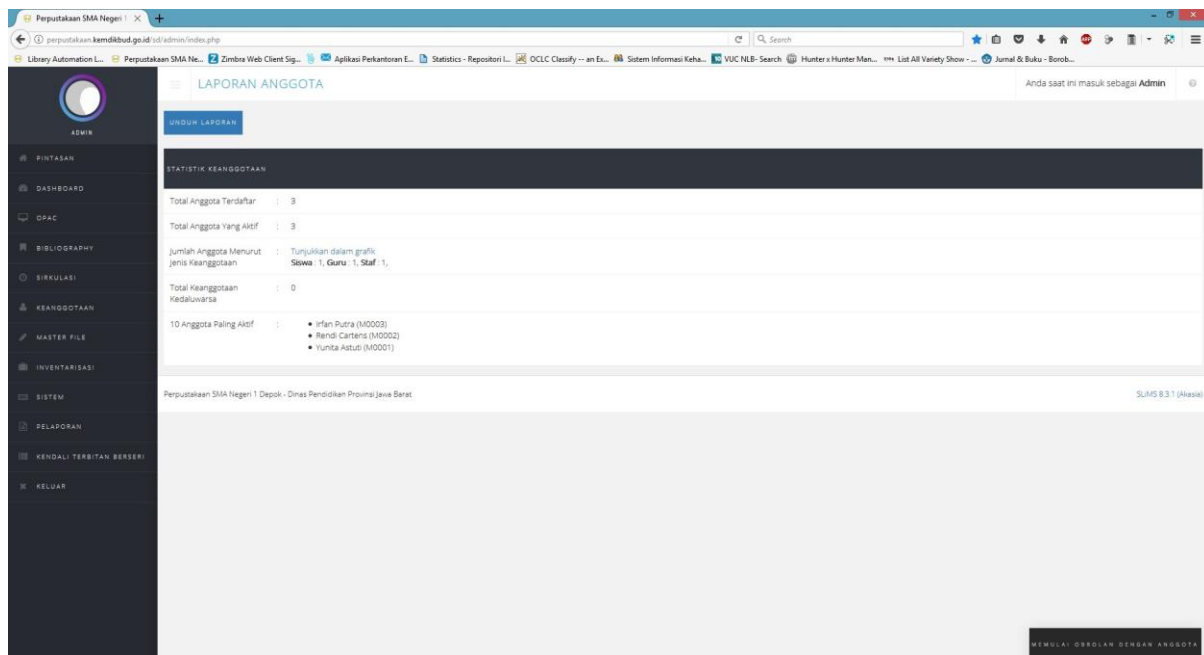 Perpustakaan SMA Negeri 1
perpustakaan.kemdikbud.go.id/sd/admin/index.php
Search
Library Automation L... Perpustakaan SMA Ne... Zimbra Web Client Sig... Aplikasi Perkantoran E... Statistics - Repositori I... OCLC Classify -- an Ex... Sistem Informasi Keha... VUC NLB- Search Hunter x Hunter Man... List All Variety Show - ... Jurnal & Buku - Borob...
LAPORAN ANGGOTA
Anda saat ini masuk sebagai Admin
ADMIN
UNDUH LAPORAN
PINTASAN
DASHBOARD
OPAC
BIBLIOGRAPHY
SIRKULASI
KEANGGOTAAN
MASTER FILE
INVENTARISASI
SISTEM
PELAPORAN
KENDALI TERBITAN BERSERI
KELUAR
STATISTIK KEANGGOTAAN
Total Anggota Terdaftar : 3
Total Anggota Yang Aktif : 3
Jumlah Anggota Menurut Jenis Keanggotaan : Tunjukkan dalam grafik
Siswa : 1, Guru : 1, Staf : 1,
Total Keanggotaan Kedaluwarsa : 0
10 Anggota Paling Aktif :
• Irfan Putra (M0003)
• Rendi Cartens (M0002)
• Yunita Astuti (M0001)
Perpustakaan SMA Negeri 1 Depok - Dinas Pendidikan Provinsi Jawa Barat
SLiMS 8.3.1 (Akasia)
MEMULAI OBROLAN DENGAN ANGGOTA